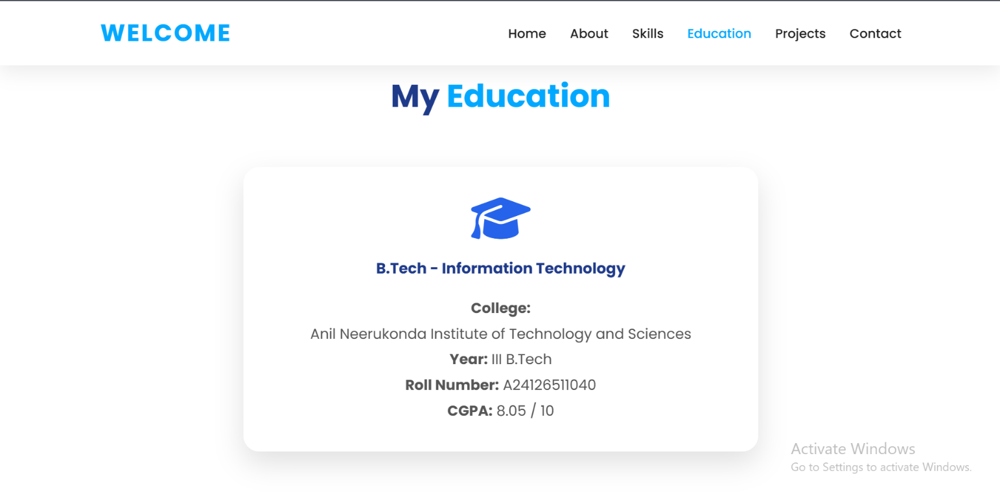 WELCOME
Home About Skills Education Projects Contact
My Education
B.Tech - Information Technology
College:
Anil Neerukonda Institute of Technology and Sciences
Year: III B.Tech
Roll Number: A24126511040
CGPA: 8.05 / 10
Activate Windows
Go to Settings to activate Windows.